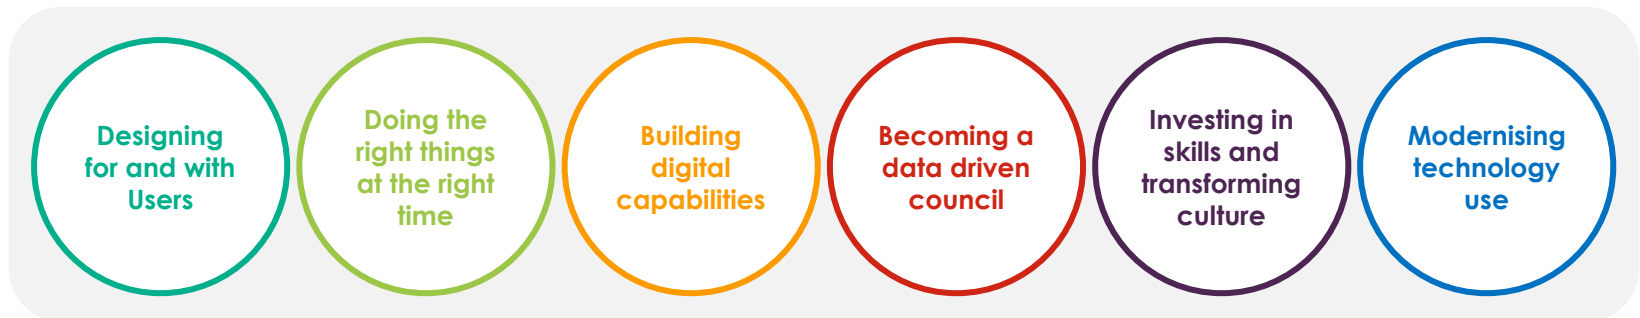 Designing
for and with
Users
Doing the
right things
at the right
time
Building
digital
capabilities
Becoming a
data driven
council
Investing in
skills and
transforming
culture
Modernising
technology
use